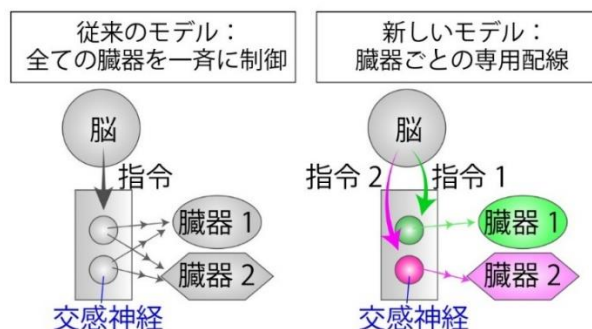 従来のモデル：
全ての臓器を一斉に制御
脳
指令
臓器 1
臓器 2
交感神経
新しいモデル：
臓器ごとの専用配線
脳
指令 2
指令 1
臓器 1
臓器 2
交感神経